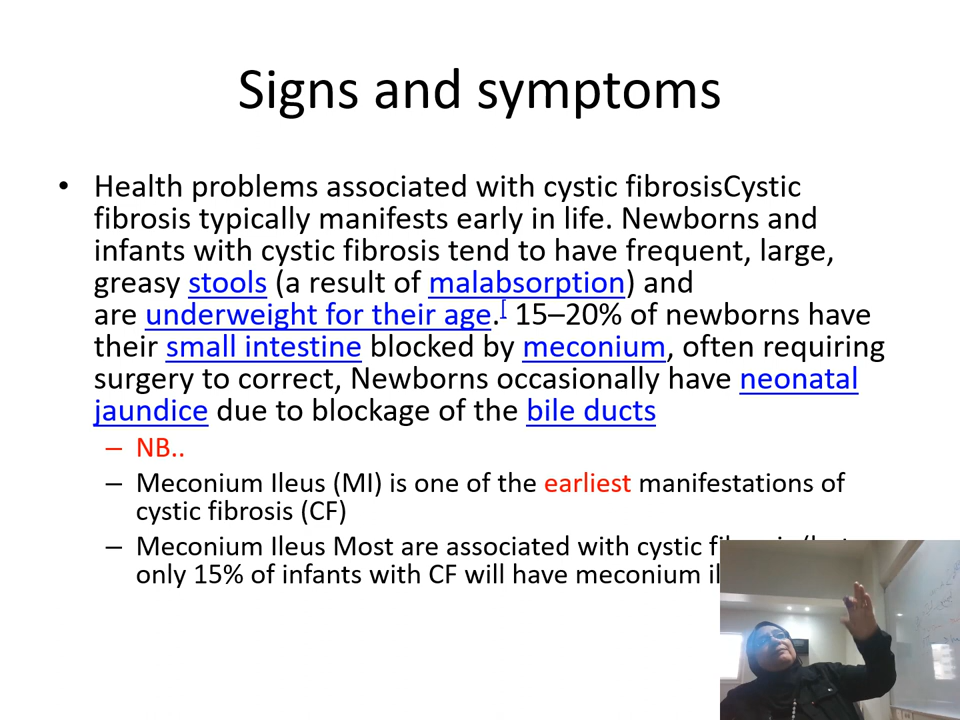 Signs and symptoms
• Health problems associated with cystic fibrosisCystic
fibrosis typically manifests early in life. Newborns and
infants with cystic fibrosis tend to have frequent, large,
greasy stools (a result of malabsorption) and
are underweight for their age.[ 15–20% of newborns have
their small intestine blocked by meconium, often requiring
surgery to correct, Newborns occasionally have neonatal
jaundice due to blockage of the bile ducts
– NB..
– Meconium Ileus (MI) is one of the earliest manifestations of
cystic fibrosis (CF)
– Meconium Ileus Most are associated with cystic
only 15% of infants with CF will have meconium